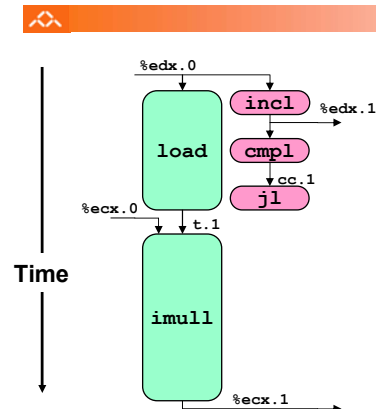 %edx.0
incl
%edx.1
load
cmpl
cc.1
jl
%ecx.0
t.1
Time
imull
%ecx.1